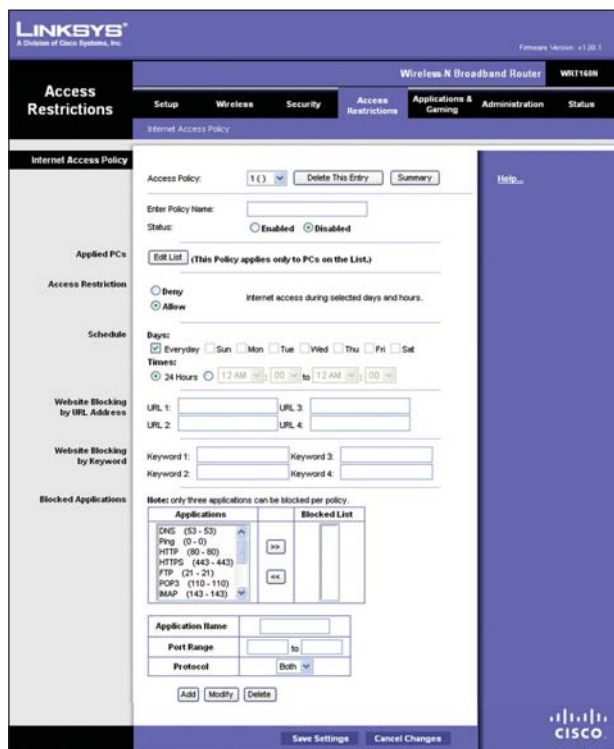 LINKSYS®
A Division of Cisco Systems, Inc.
Firmware Version: v1.00.1
Wireless-N Broadband Router WRT160N
Access Restrictions
Setup Wireless Security Access Restrictions Applications & Gaming Administration Status
Internet Access Policy
Internet Access Policy
Access Policy: 1 ( ) Delete This Entry Summary
Help...
Enter Policy Name:
Status: Enabled Disabled
Applied PCs
Edit List (This Policy applies only to PCs on the List.)
Access Restriction
Deny
Allow
Internet access during selected days and hours.
Schedule
Days:
Everyday Sun Mon Tue Wed Thu Fri Sat
Times:
24 Hours 12 AM : 00 to 12 AM : 00
Website Blocking by URL Address
URL 1: URL 3:
URL 2: URL 4:
Website Blocking by Keyword
Keyword 1: Keyword 3:
Keyword 2: Keyword 4:
Blocked Applications
Note: only three applications can be blocked per policy.
Applications Blocked List
DNS (53 - 53)
Ping (0 - 0)
HTTP (80 - 80)
HTTPS (443 - 443)
FTP (21 - 21)
POP3 (110 - 110)
IMAP (143 - 143)
>>
<<
Application Name
Port Range to
Protocol Both
Add Modify Delete
Save Settings Cancel Changes
CISCO